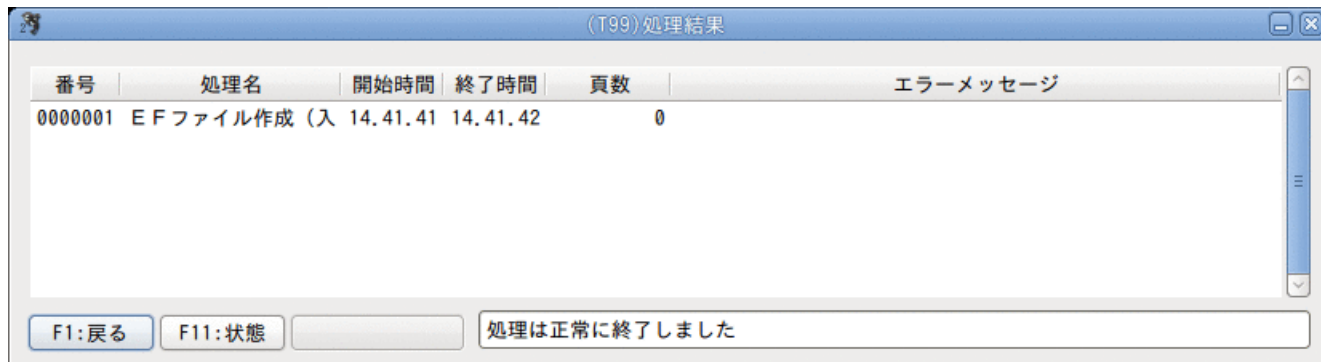 (T99)処理結果
番号 処理名 開始時間 終了時間 頁数 エラーメッセージ
0000001 EFファイル作成(入 14.41.41 14.41.42 0
F1:戻る F11:状態 処理は正常に終了しました